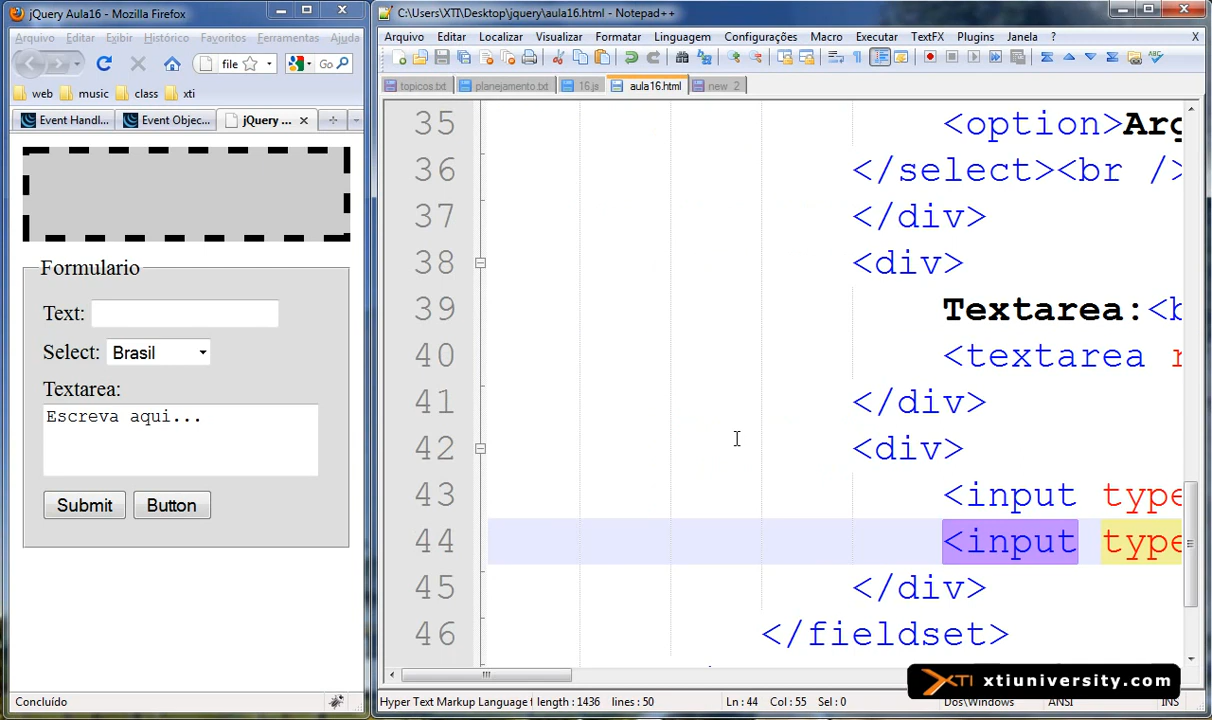 jQuery Aula16 - Mozilla Firefox
Arquivo Editar Exibir Histórico Favoritos Ferramentas Ajuda
file
Go
web music class xti
Event Handl... Event Objec... jQuery ...
Formulario
Text:
Select: Brasil
Textarea:
Escreva aqui...
Submit Button
Concluído
C:\Users\XTI\Desktop\jquery\aula16.html - Notepad++
Arquivo Editar Localizar Visualizar Formatar Linguagem Configurações Macro Executar TextFX Plugins Janela ? X
topicos.txt planejamento.txt 16.js aula16.html new 2
35 <option>Arg
36 </select><br />
37 </div>
38 <div>
39 Textarea:<b
40 <textarea r
41 </div>
42 <div>
43 <input type
44 <input type
45 </div>
46 </fieldset>
XTI xtiuniversity.com
Hyper Text Markup Language f length : 1436 lines : 50 Ln : 44 Col : 55 Sel : 0 Dos\Windows ANSI INS